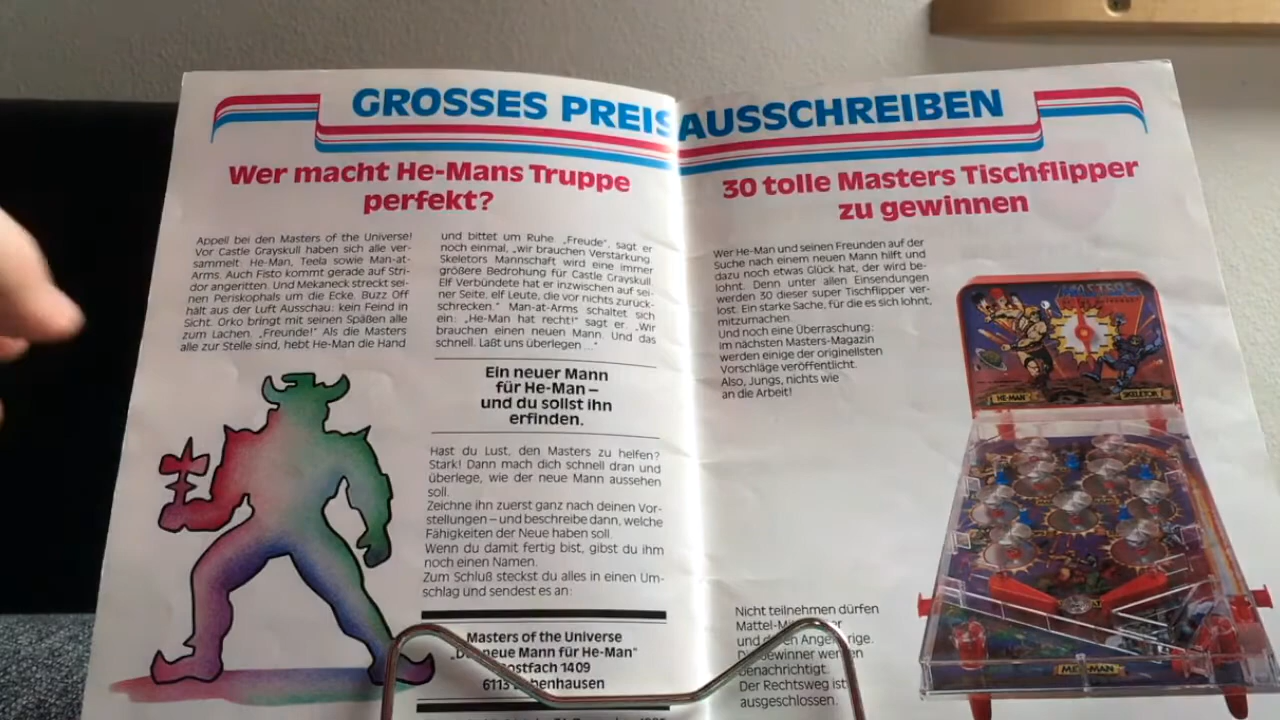 GROSSES PREISAUSSCHREIBEN
Wer macht He-Mans Truppe
perfekt?
Appell bei den Masters of the Universe!
Vor Castle Grayskull haben sich alle ver-
sammelt: He-Man, Teela sowie Man-at-
Arms. Auch Fisto kommt gerade auf Stri-
dor angeritten. Und Mekaneck streckt sei-
nen Periskophals um die Ecke. Buzz Off
hält aus der Luft Ausschau: kein Feind in
Sicht. Orko bringt mit seinen Späßen alle
zum Lachen. „Freunde!" Als die Masters
alle zur Stelle sind, hebt He-Man die Hand
und bittet um Ruhe. „Freude", sagt er
noch einmal, „wir brauchen Verstärkung.
Skeletors Mannschaft wird eine immer
größere Bedrohung für Castle Grayskull.
Elf Verbündete hat er inzwischen auf sei-
ner Seite, elf Leute, die vor nichts zurück-
schrecken." Man-at-Arms schaltet sich
ein: „He-Man hat recht!" sagt er. „Wir
brauchen einen neuen Mann. Und das
schnell. Laßt uns überlegen ..."
Ein neuer Mann
für He-Man –
und du sollst ihn
erfinden.
Hast du Lust, den Masters zu helfen?
Stark! Dann mach dich schnell dran und
überlege, wie der neue Mann aussehen
soll.
Zeichne ihn zuerst ganz nach deinen Vor-
stellungen – und beschreibe dann, welche
Fähigkeiten der Neue haben soll.
Wenn du damit fertig bist, gibst du ihm
noch einen Namen.
Zum Schluß steckst du alles in einen Um-
schlag und sendest es an:
Masters of the Universe
neue Mann für He-Man"
1409
6113
30 tolle Masters Tischflipper
zu gewinnen
Wer He-Man und seinen Freunden auf der
Suche nach einem neuen Mann hilft und
dazu noch etwas Glück hat, der wird be-
lohnt. Denn unter allen Einsendungen
werden 30 dieser super Tischflipper ver-
lost. Ein starke Sache, für die es sich lohnt,
mitzumachen.
Und noch eine Überraschung:
Im nächsten Masters-Magazin
werden einige der originellsten
Vorschläge veröffentlicht.
Also, Jungs, nichts wie
an die Arbeit!
HE-MAN
SKELETOR
Nicht teilnehmen dürfen
und
benachrichtigt.
Der Rechtsweg ist
ausgeschlossen.